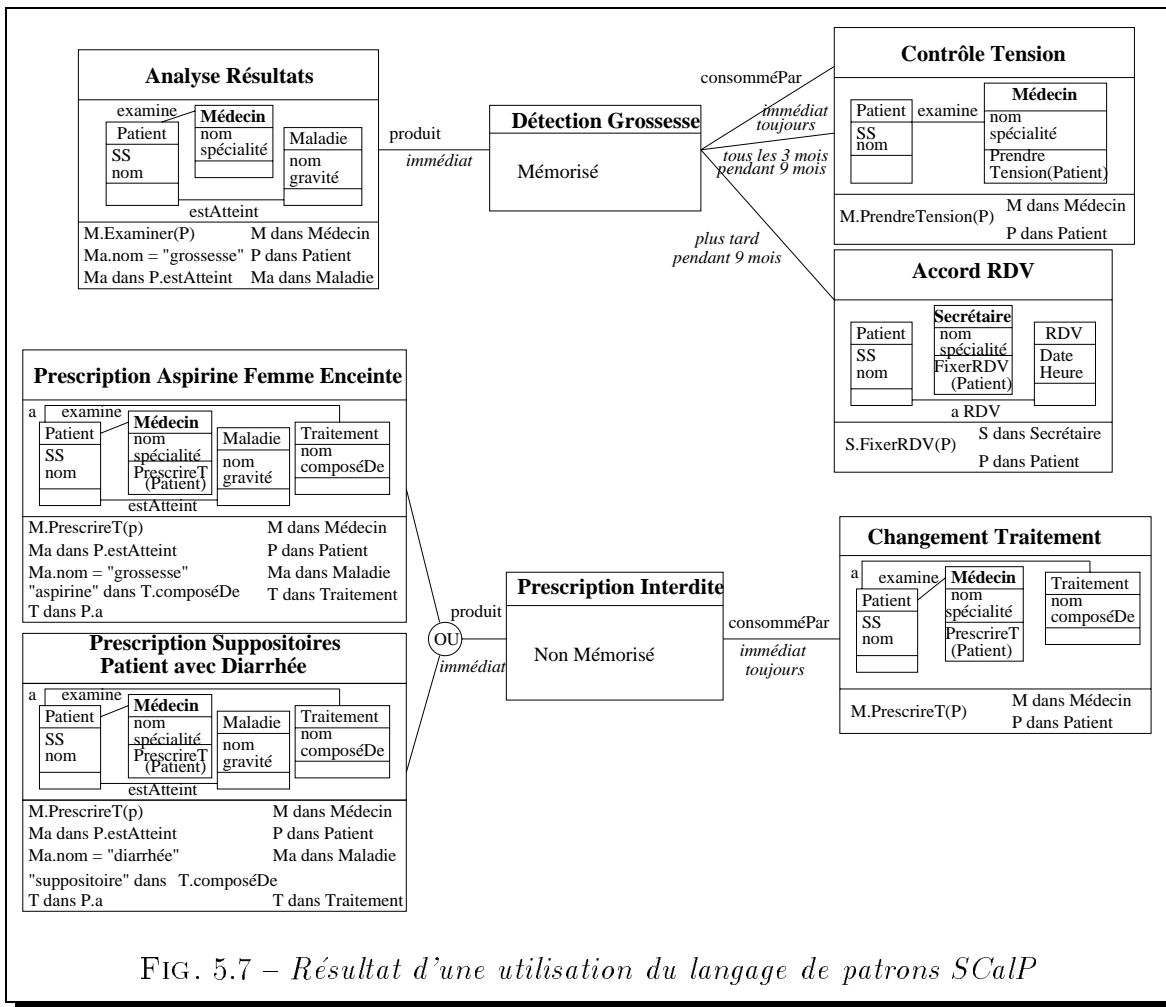 Analyse Résultats
examine
Médecin
nom
spécialité
Patient
SS
nom
Maladie
nom
gravité
estAtteint
M.Examiner(P)
M dans Médecin
Ma.nom = "grossesse"
P dans Patient
Ma dans P.estAtteint
Ma dans Maladie
produit
immédiat
Détection Grossesse
Mémorisé
consomméPar
immédiat
toujours
tous les 3 mois
pendant 9 mois
plus tard
pendant 9 mois
Contrôle Tension
Patient
SS
nom
examine
Médecin
nom
spécialité
Prendre
Tension(Patient)
M.PrendreTension(P)
M dans Médecin
P dans Patient
Accord RDV
Patient
SS
nom
Secrétaire
nom
spécialité
FixerRDV
(Patient)
RDV
Date
Heure
a RDV
S.FixerRDV(P)
S dans Secrétaire
P dans Patient
Prescription Aspirine Femme Enceinte
a
examine
Patient
SS
nom
Médecin
nom
spécialité
PrescrireT
(Patient)
Maladie
nom
gravité
Traitement
nom
composéDe
estAtteint
M.PrescrireT(p)
M dans Médecin
Ma dans P.estAtteint
P dans Patient
Ma.nom = "grossesse"
Ma dans Maladie
"aspirine" dans T.composéDe
T dans Traitement
T dans P.a
Prescription Suppositoires
Patient avec Diarrhée
a
examine
Patient
SS
nom
Médecin
nom
spécialité
PrescrireT
(Patient)
Maladie
nom
gravité
Traitement
nom
composéDe
estAtteint
M.PrescrireT(p)
M dans Médecin
Ma dans P.estAtteint
P dans Patient
Ma.nom = "diarrhée"
Ma dans Maladie
"suppositoire" dans T.composéDe
T dans P.a
T dans Traitement
OU
produit
immédiat
Prescription Interdite
Non Mémorisé
consomméPar
immédiat
toujours
Changement Traitement
a
examine
Patient
SS
nom
Médecin
nom
spécialité
PrescrireT
(Patient)
Traitement
nom
composéDe
M.PrescrireT(P)
M dans Médecin
P dans Patient
FIG. 5.7 – Résultat d'une utilisation du langage de patrons SCalP